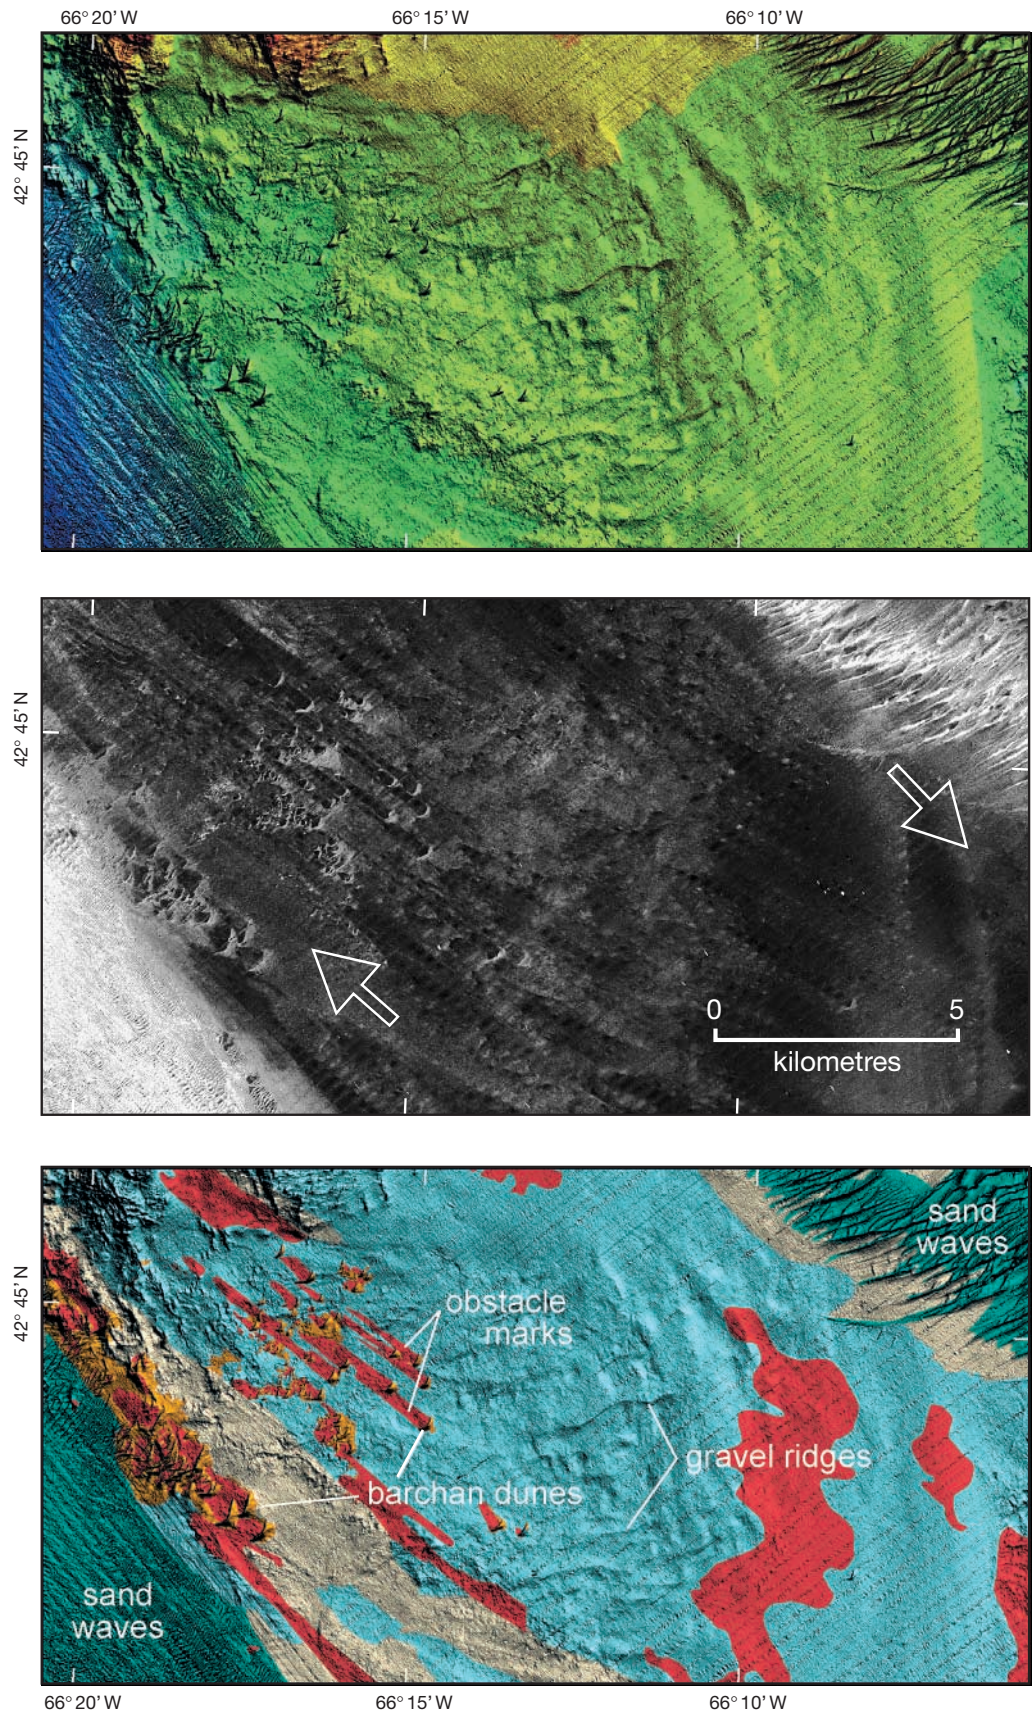 66° 20' W 66° 15' W 66° 10' W
42° 45' N
42° 45' N
0 5
kilometres
42° 45' N
sand
waves
obstacle
marks
gravel ridges
barchan dunes
sand
waves
66° 20' W 66° 15' W 66° 10' W